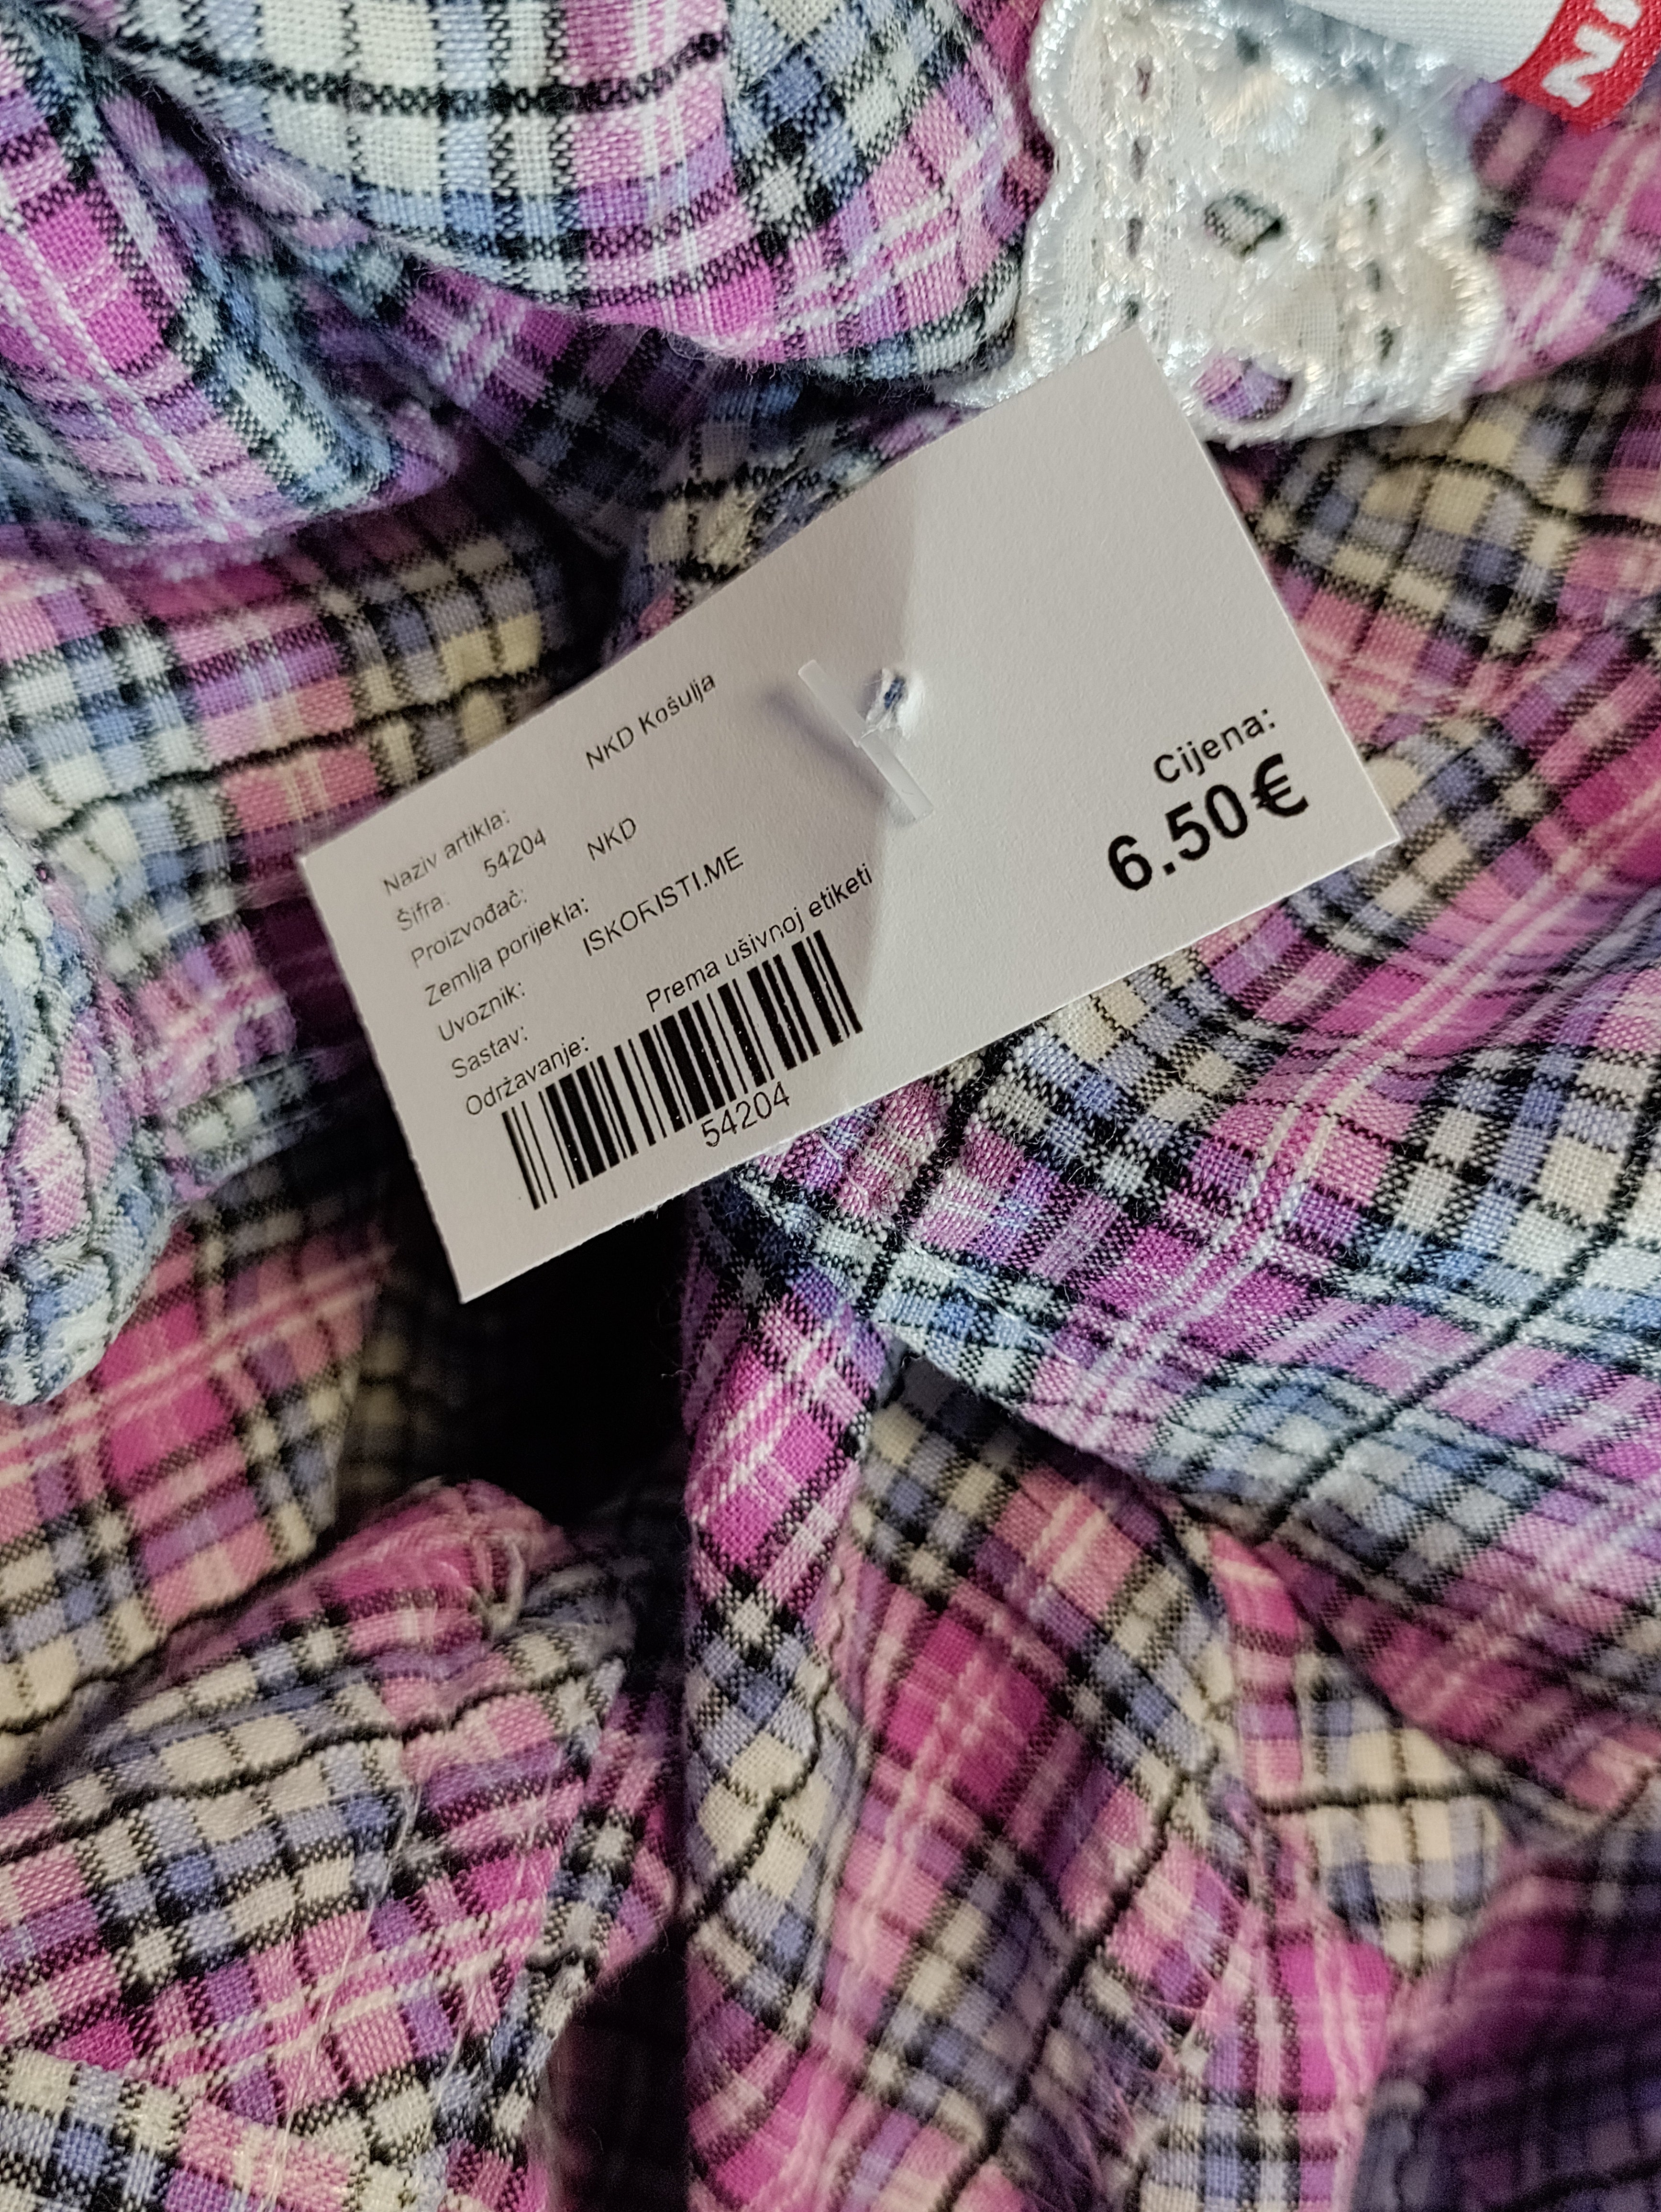 Naziv artikla: NKD Košulja
Šifra: 54204
Proizvođač: NKD
Zemlja porijekla:
Uvoznik: ISKORISTI.ME
Sastav:
Održavanje: Prema ušivnoj etiketi
54204
Cijena:
6.50€